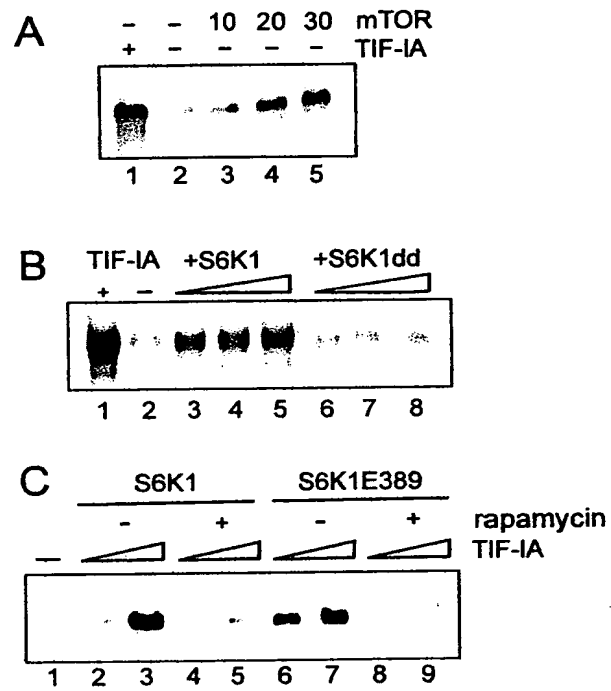 A
– – 10 20 30 mTOR
+ – – – – TIF-IA
1 2 3 4 5
B
TIF-IA +S6K1 +S6K1dd
+ –
1 2 3 4 5 6 7 8
C
S6K1 S6K1E389
– + – + rapamycin
– TIF-IA
1 2 3 4 5 6 7 8 9